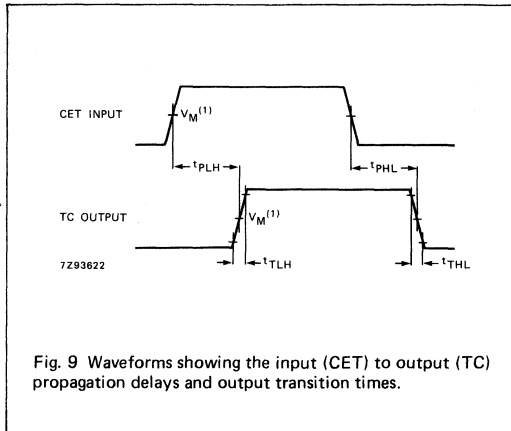 CET INPUT
VM(1)
tPLH
tPHL
TC OUTPUT
VM(1)
7Z93622
tTLH
tTHL
Fig. 9 Waveforms showing the input (CET) to output (TC)
propagation delays and output transition times.